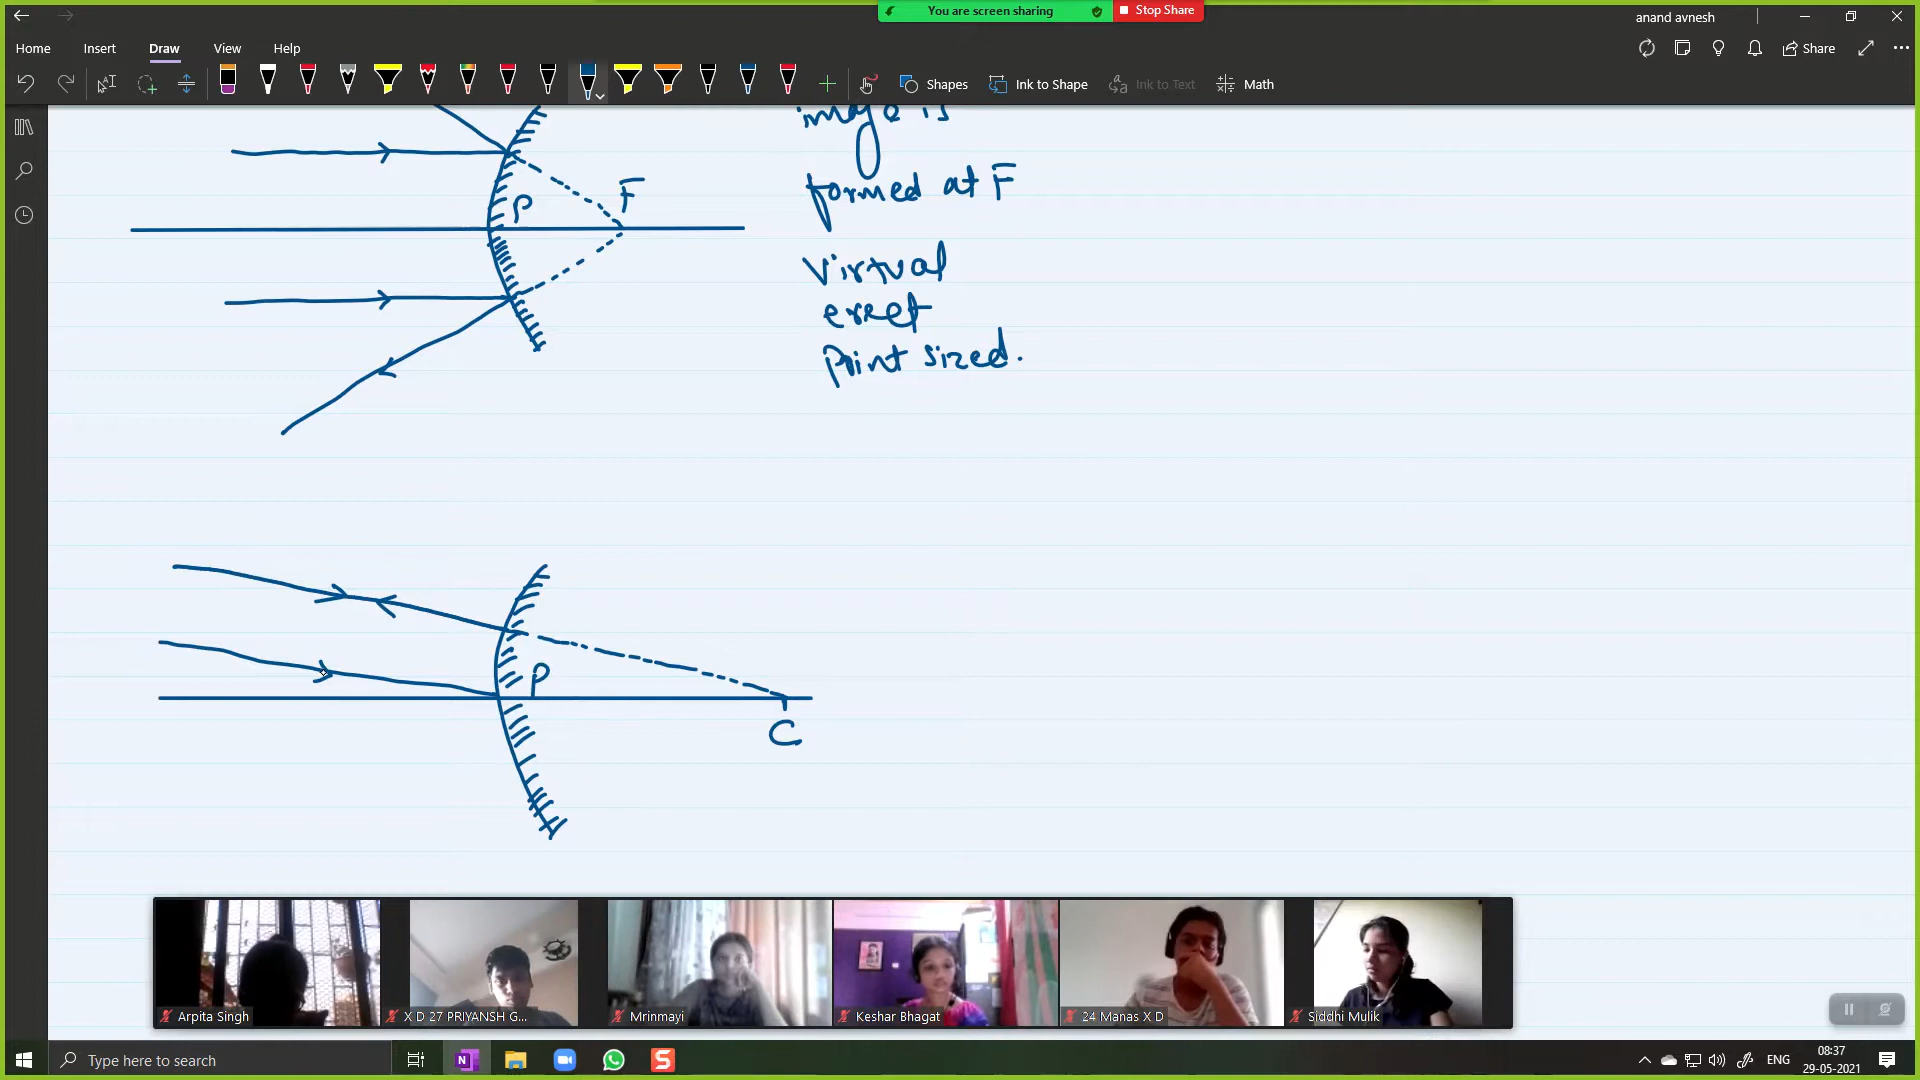 You are screen sharing
Stop Share
anand avnesh
Home Insert Draw View Help
Share
Shapes Ink to Shape Ink to Text Math
image is
formed at F
Virtual
erect
Point sized.
P F
P
C
Arpita Singh
X D 27 PRIYANSH G...
Mrinmayi
Keshar Bhagat
24 Manas X D
Siddhi Mulik
Type here to search
N
S
ENG
08:37
29-05-2021